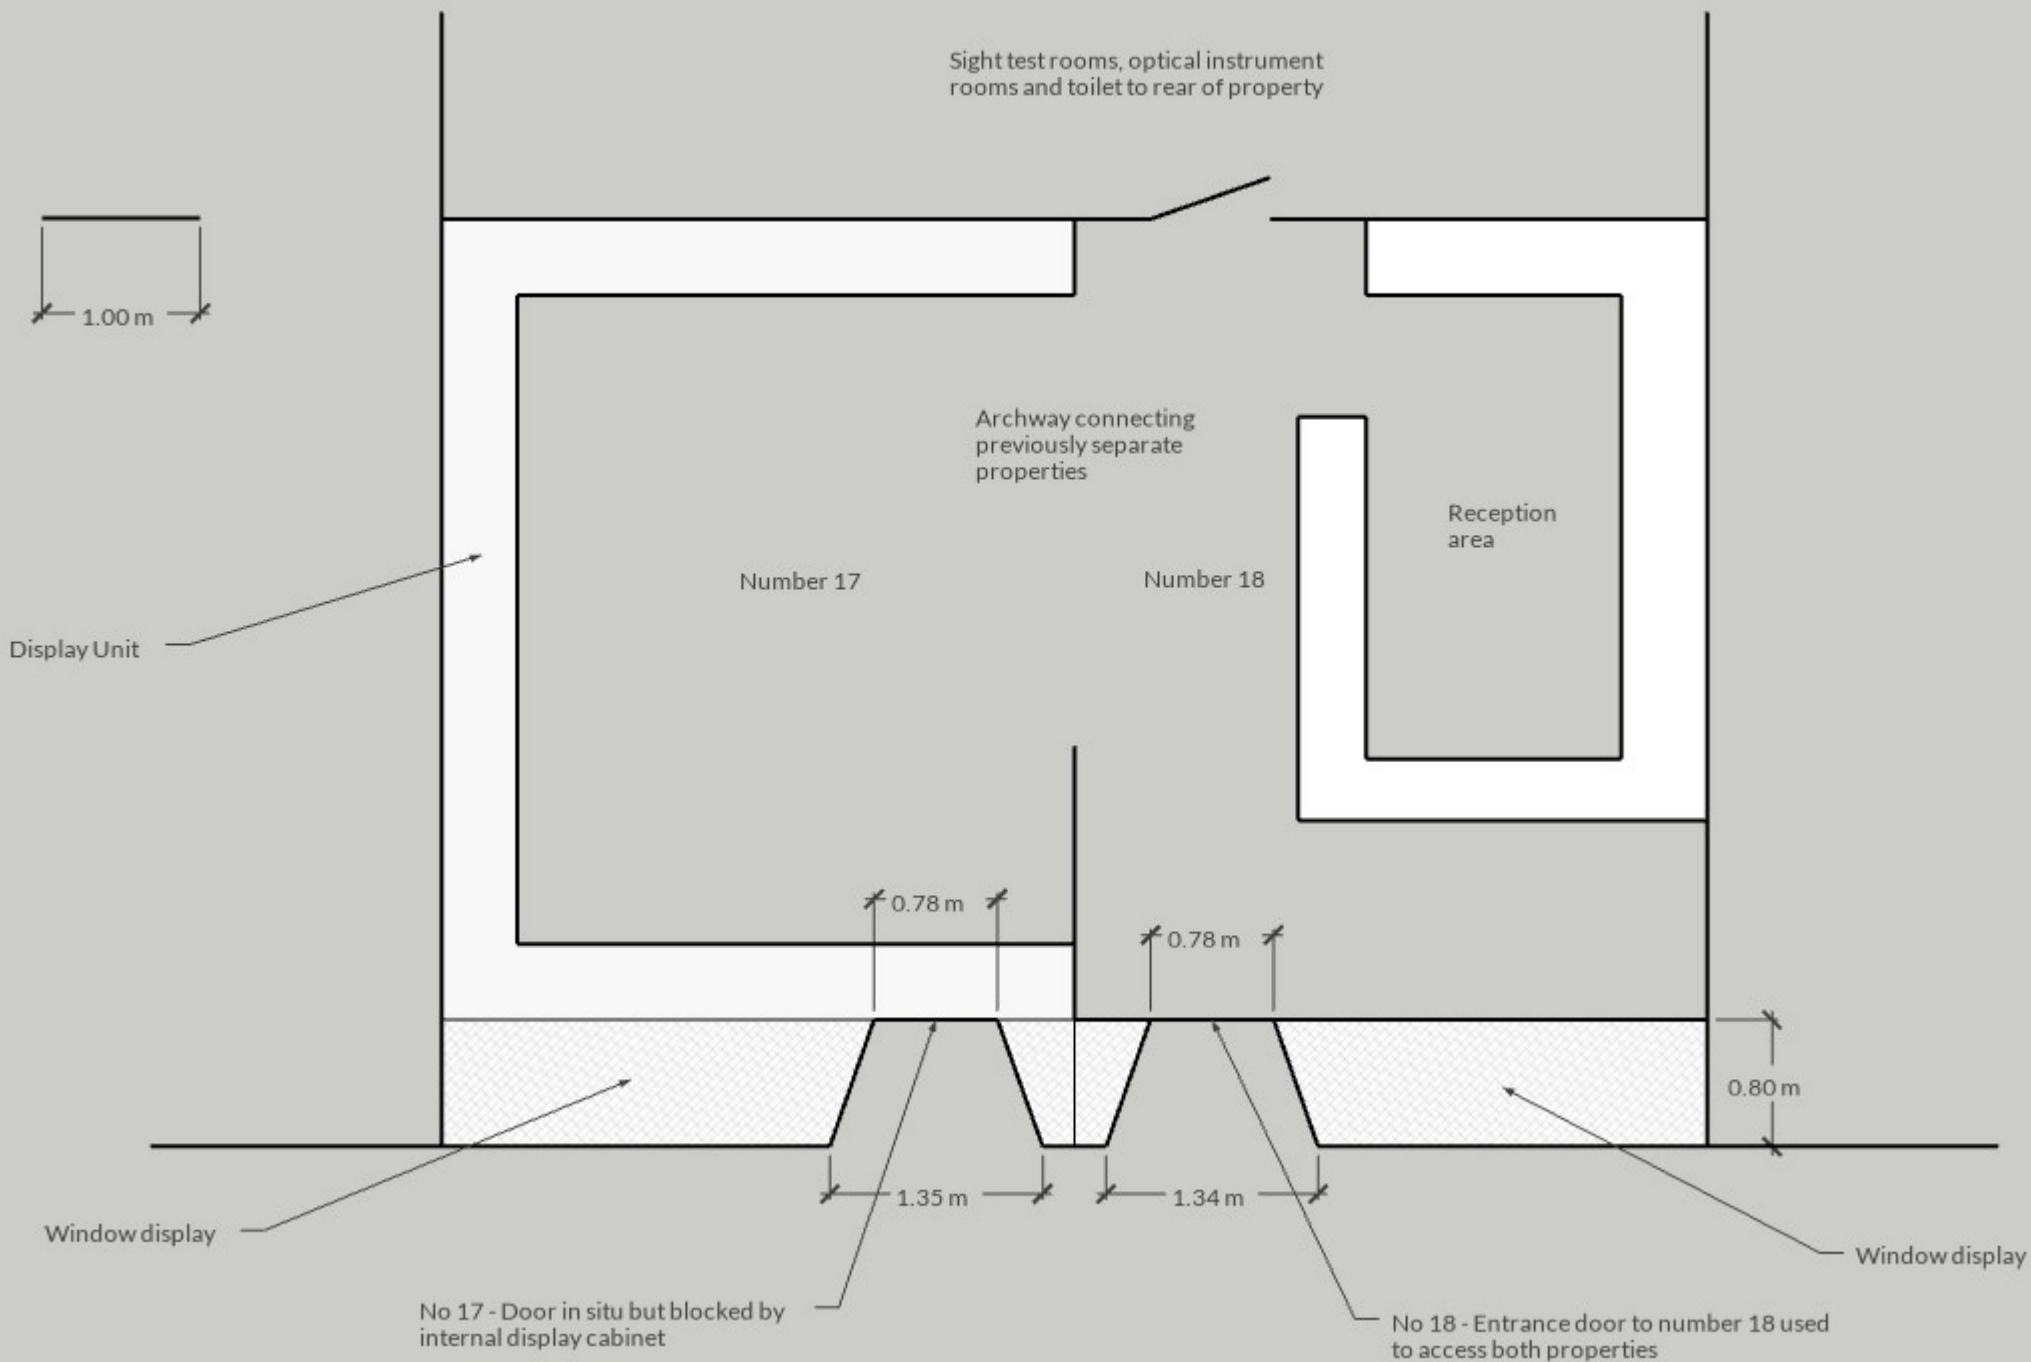 Sight test rooms, optical instrument
rooms and toilet to rear of property
1.00 m
Archway connecting
previously separate
properties
Reception
area
Number 17
Number 18
Display Unit
0.78 m
0.78 m
0.80 m
1.35 m
1.34 m
Window display
Window display
No 17 - Door in situ but blocked by
internal display cabinet
No 18 - Entrance door to number 18 used
to access both properties